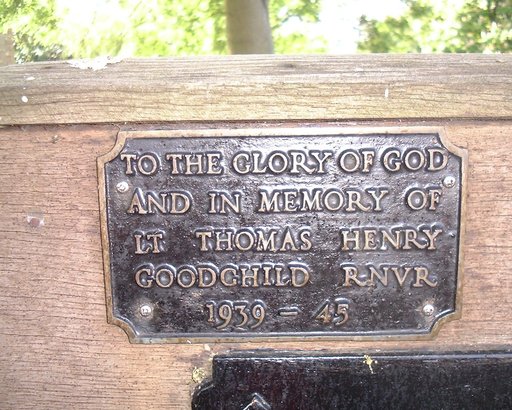 TO THE GLORY OF GOD
AND IN MEMORY OF
LT THOMAS HENRY
GOODCHILD RNVR
1939 - 45